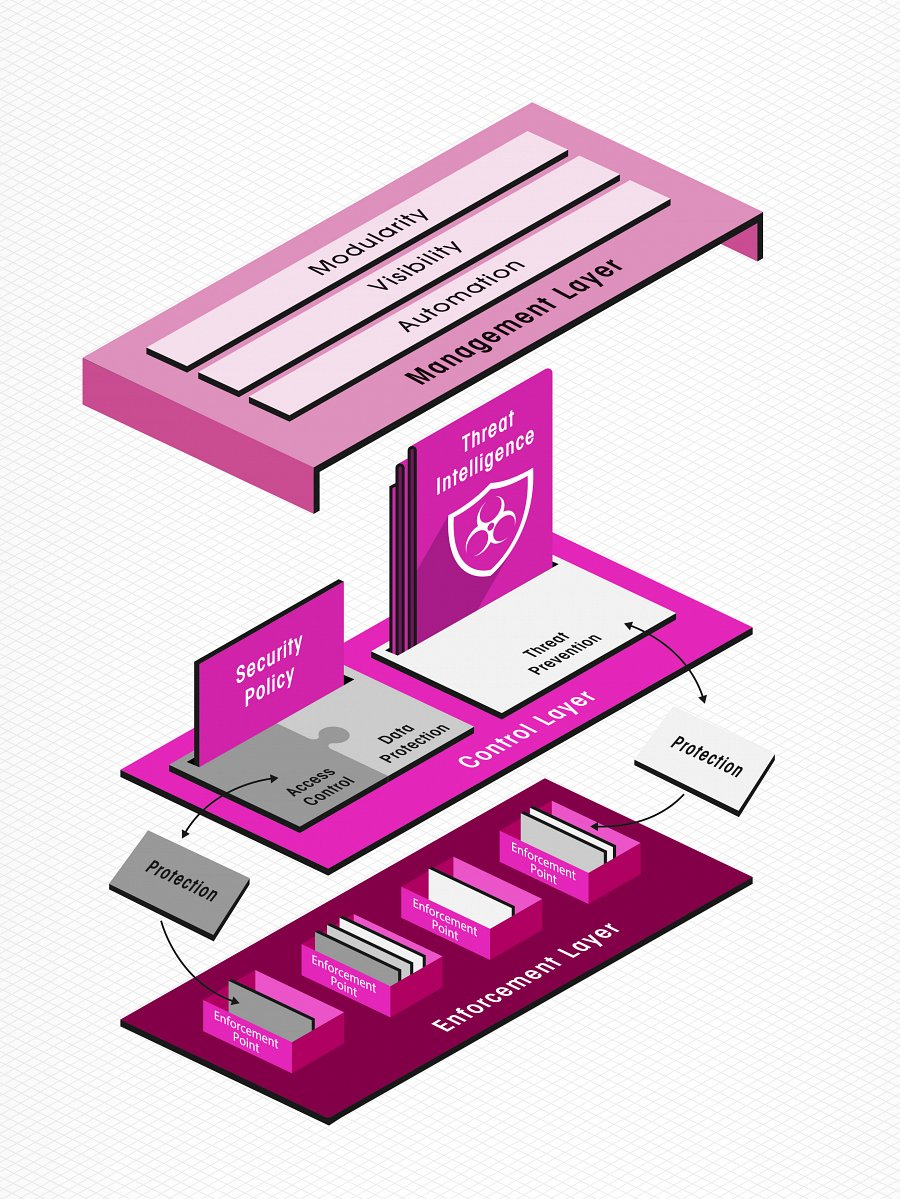 Modularity
Visibility
Automation
Management Layer
Threat
Intelligence
Security
Policy
Threat
Prevention
Data
Protection
Access
Control
Control Layer
Protection
Protection
Enforcement
Point
Enforcement
Point
Enforcement
Point
Enforcement
Point
Enforcement Layer